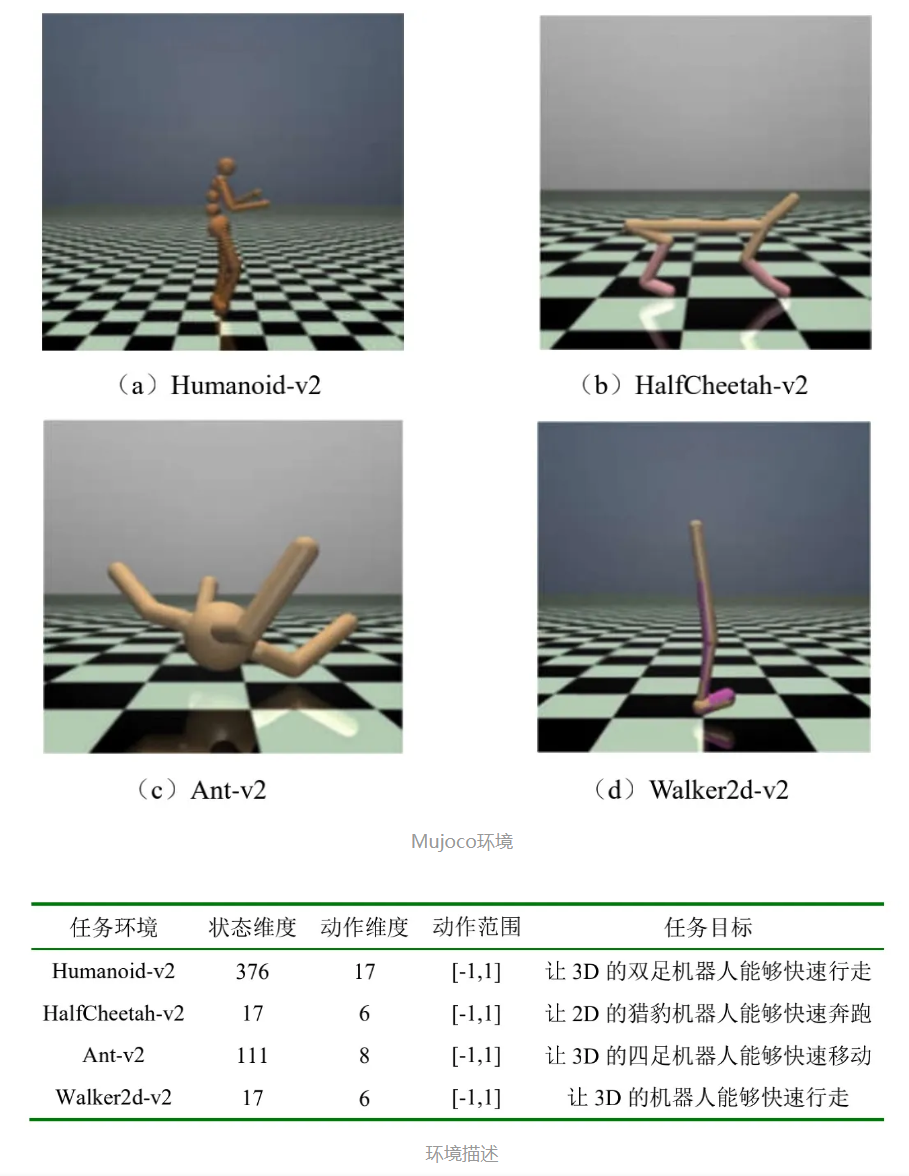 （a）Humanoid-v2
（b）HalfCheetah-v2
（c）Ant-v2
（d）Walker2d-v2
Mujoco环境
任务环境 状态维度 动作维度 动作范围 任务目标
Humanoid-v2 376 17 [-1,1] 让 3D 的双足机器人能够快速行走
HalfCheetah-v2 17 6 [-1,1] 让 2D 的猎豹机器人能够快速奔跑
Ant-v2 111 8 [-1,1] 让 3D 的四足机器人能够快速移动
Walker2d-v2 17 6 [-1,1] 让 3D 的机器人能够快速行走
环境描述